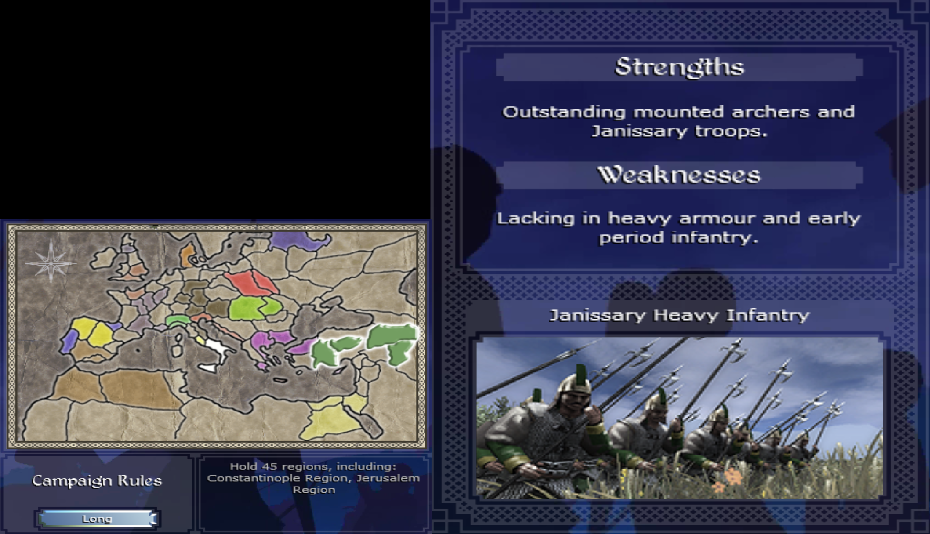 Strengths
Outstanding mounted archers and
Janissary troops.
Weaknesses
Lacking in heavy armour and early
period infantry.
Janissary Heavy Infantry
Campaign Rules
Long
Hold 45 regions, including:
Constantinople Region, Jerusalem
Region